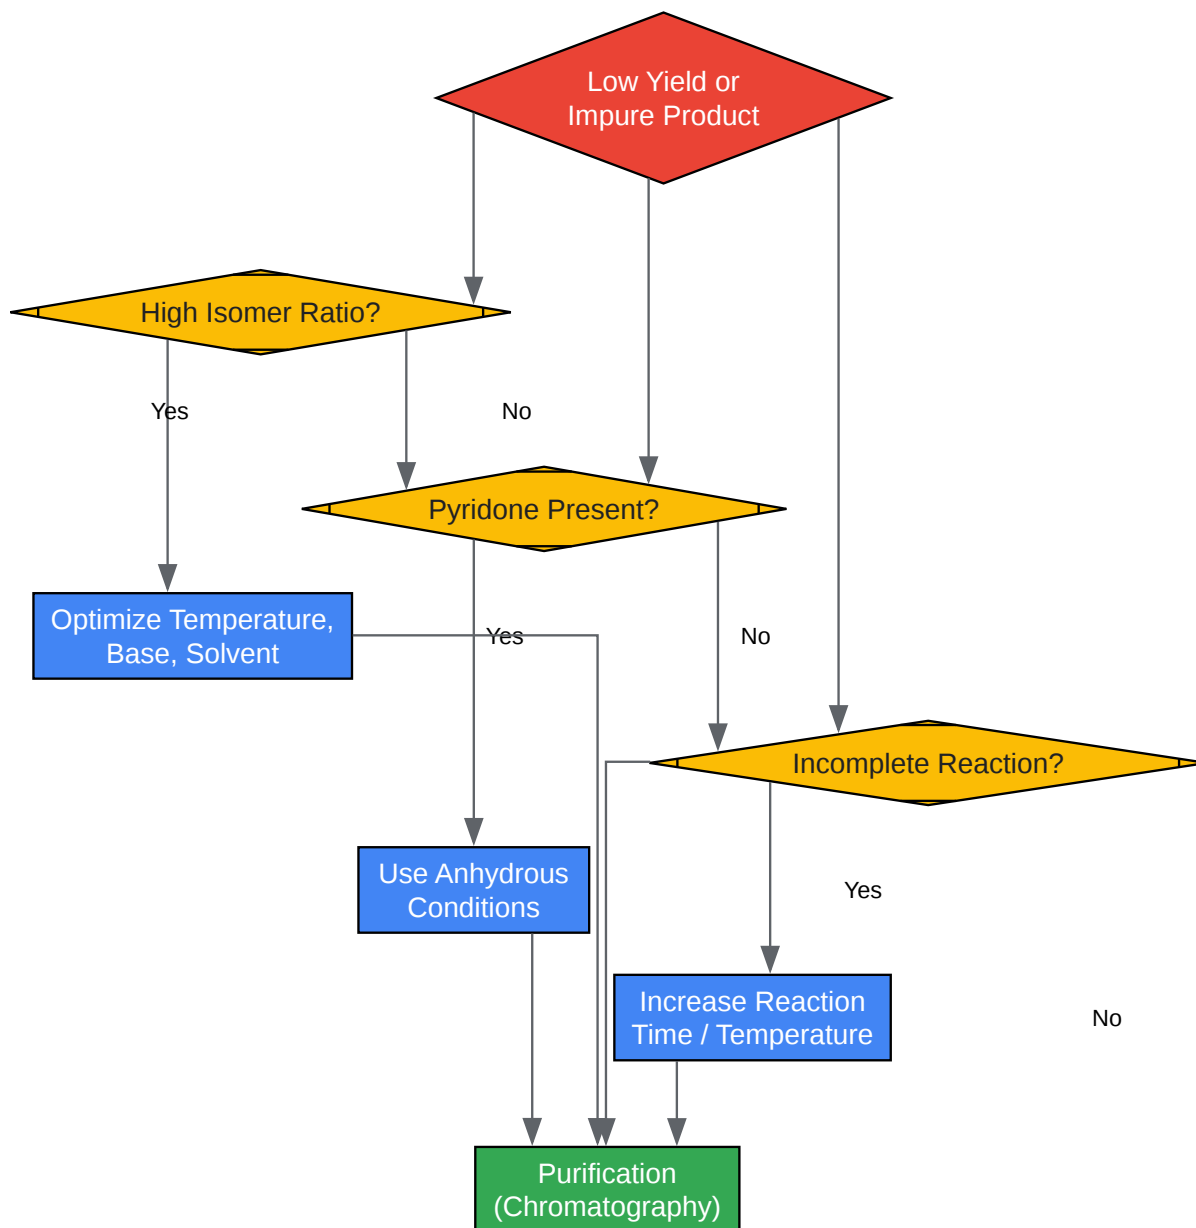 Low Yield or
Impure Product
High Isomer Ratio?
Yes
No
Pyridone Present?
Optimize Temperature,
Base, Solvent
Yes
No
Incomplete Reaction?
Use Anhydrous
Conditions
Yes
Increase Reaction
Time / Temperature
No
Purification
(Chromatography)